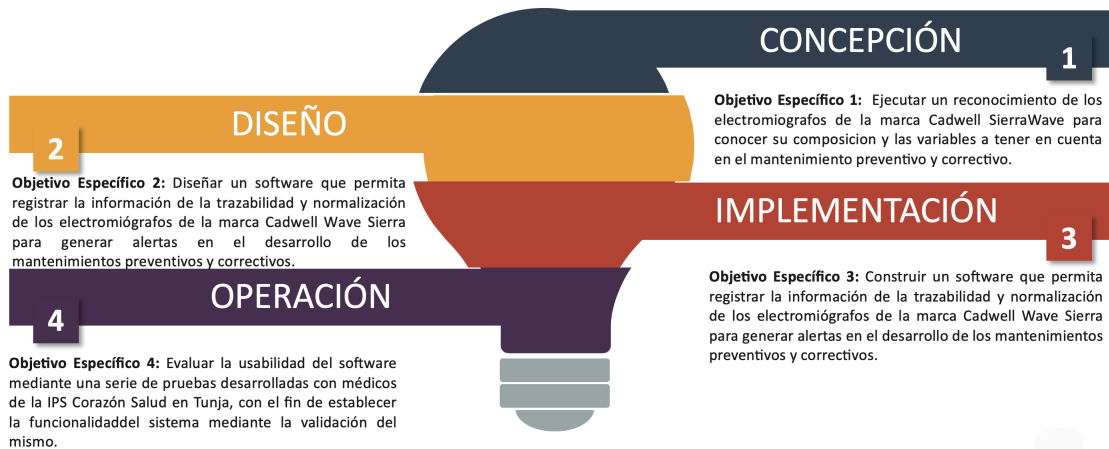 CONCEPCIÓN
1
Objetivo Específico 1: Ejecutar un reconocimiento de los
electromiografos de la marca Cadwell SierraWave para
conocer su composicion y las variables a tener en cuenta
en el mantenimiento preventivo y correctivo.
DISEÑO
2
Objetivo Específico 2: Diseñar un software que permita
registrar la información de la trazabilidad y normalización
de los electromiógrafos de la marca Cadwell Wave Sierra
para generar alertas en el desarrollo de los
mantenimientos preventivos y correctivos.
IMPLEMENTACIÓN
3
Objetivo Específico 3: Construir un software que permita
registrar la información de la trazabilidad y normalización
de los electromiógrafos de la marca Cadwell Wave Sierra
para generar alertas en el desarrollo de los mantenimientos
preventivos y correctivos.
OPERACIÓN
4
Objetivo Específico 4: Evaluar la usabilidad del software
mediante una serie de pruebas desarrolladas con médicos
de la IPS Corazón Salud en Tunja, con el fin de establecer
la funcionalidaddel sistema mediante la validación del
mismo.